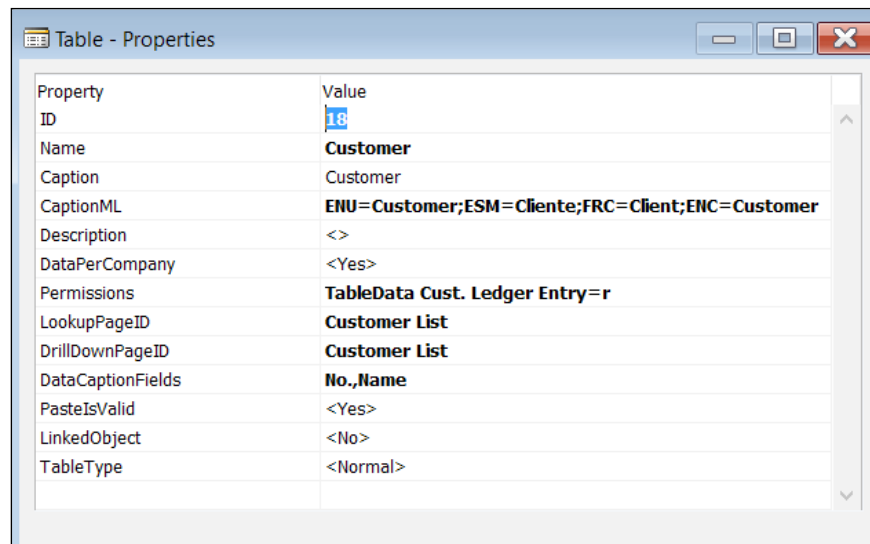 Table - Properties
Property Value
ID 18
Name Customer
Caption Customer
CaptionML ENU=Customer;ESM=Cliente;FRC=Client;ENC=Customer
Description <>
DataPerCompany <Yes>
Permissions TableData Cust. Ledger Entry=r
LookupPageID Customer List
DrillDownPageID Customer List
DataCaptionFields No.,Name
PasteIsValid <Yes>
LinkedObject <No>
TableType <Normal>